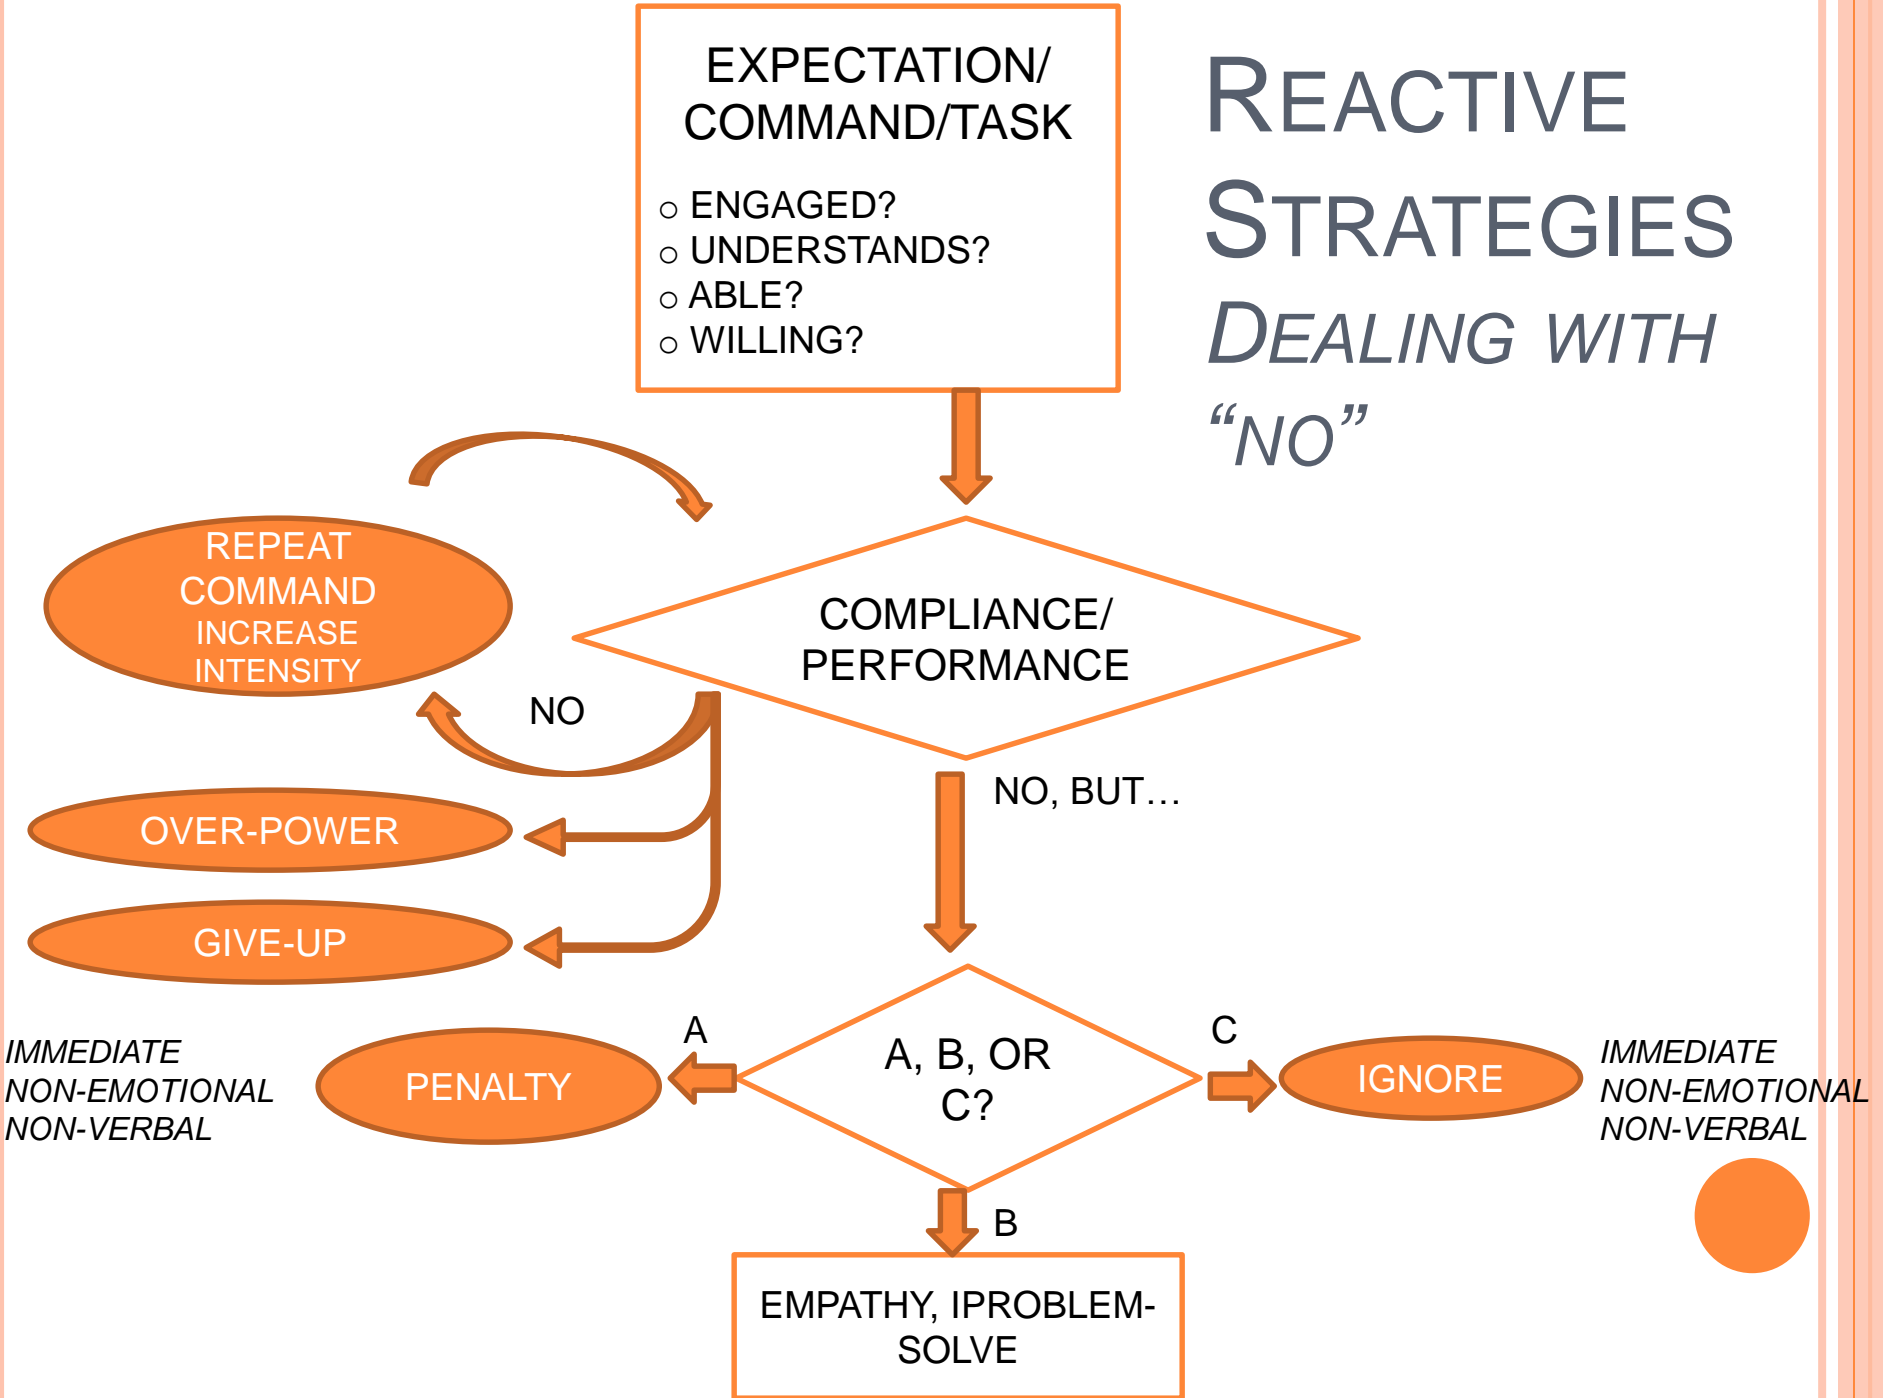 EXPECTATION/
COMMAND/TASK
o ENGAGED?
o UNDERSTANDS?
o ABLE?
o WILLING?
REACTIVE
STRATEGIES
DEALING WITH
“NO”
REPEAT
COMMAND
INCREASE
INTENSITY
COMPLIANCE/
PERFORMANCE
NO
NO, BUT…
OVER-POWER
GIVE-UP
IMMEDIATE
NON-EMOTIONAL
NON-VERBAL
PENALTY
A
A, B, OR
C?
C
IGNORE
IMMEDIATE
NON-EMOTIONAL
NON-VERBAL
B
EMPATHY, IPROBLEM-
SOLVE